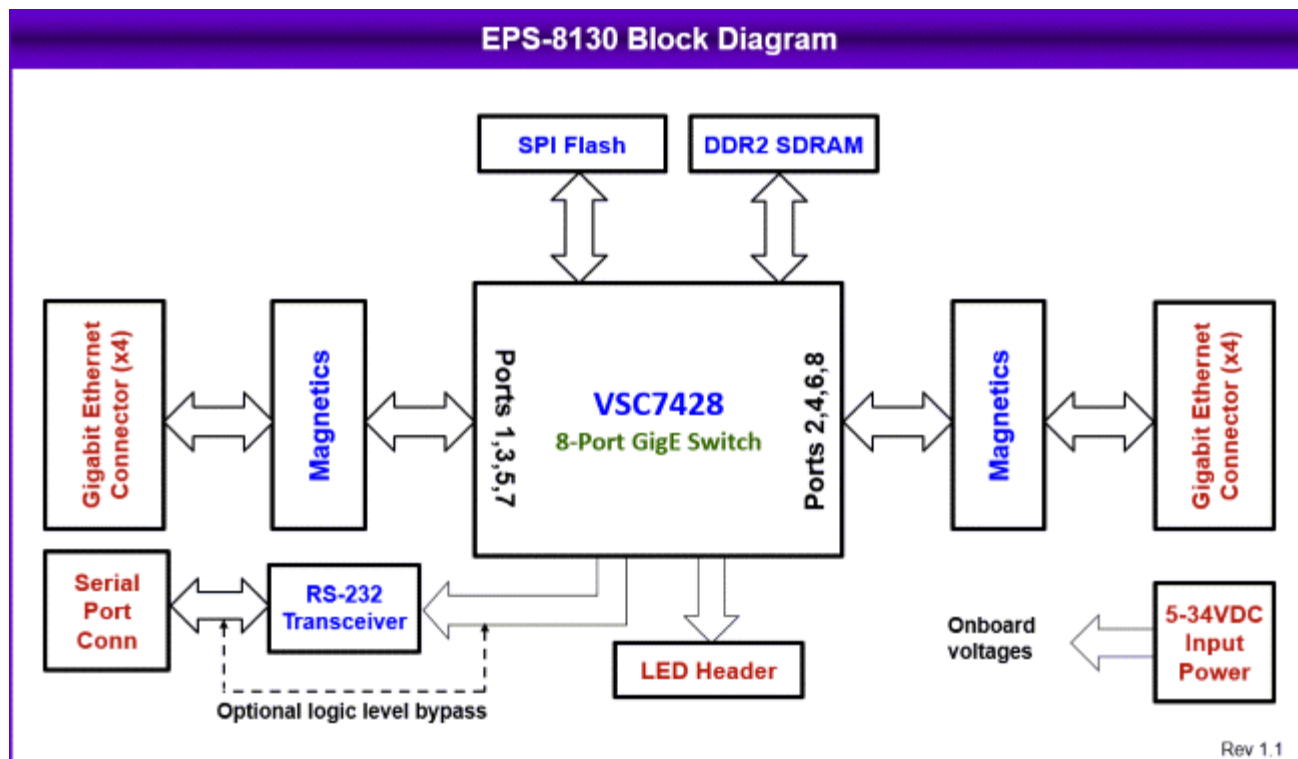 EPS-8130 Block Diagram
SPI Flash
DDR2 SDRAM
Gigabit Ethernet
Connector (x4)
Magnetics
Ports 1,3,5,7
VSC7428
8-Port GigE Switch
Ports 2,4,6,8
Magnetics
Gigabit Ethernet
Connector (x4)
Serial
Port
Conn
RS-232
Transceiver
Optional logic level bypass
LED Header
Onboard
voltages
5-34VDC
Input
Power
Rev 1.1